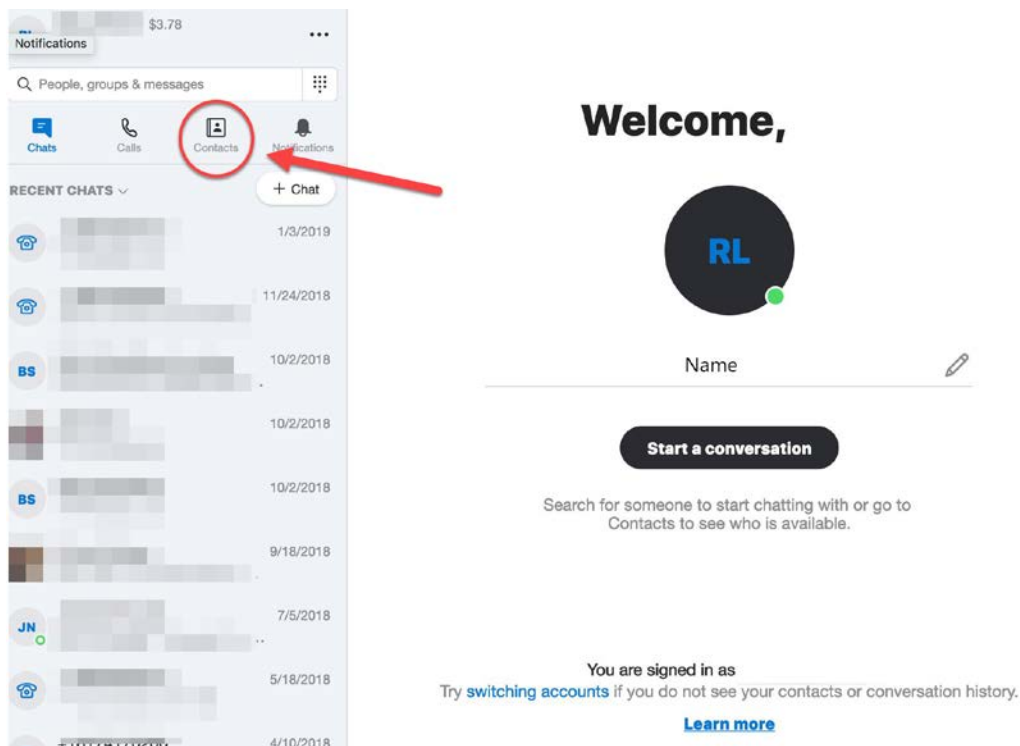 $3.78
Notifications
People, groups & messages
Chats
Calls
Contacts
Notifications
RECENT CHATS
+ Chat
1/3/2019
11/24/2018
BS
10/2/2018
10/2/2018
BS
10/2/2018
9/18/2018
JN
7/5/2018
5/18/2018
4/10/2018
Welcome,
RL
Name
Start a conversation
Search for someone to start chatting with or go to
Contacts to see who is available.
You are signed in as
Try switching accounts if you do not see your contacts or conversation history.
Learn more